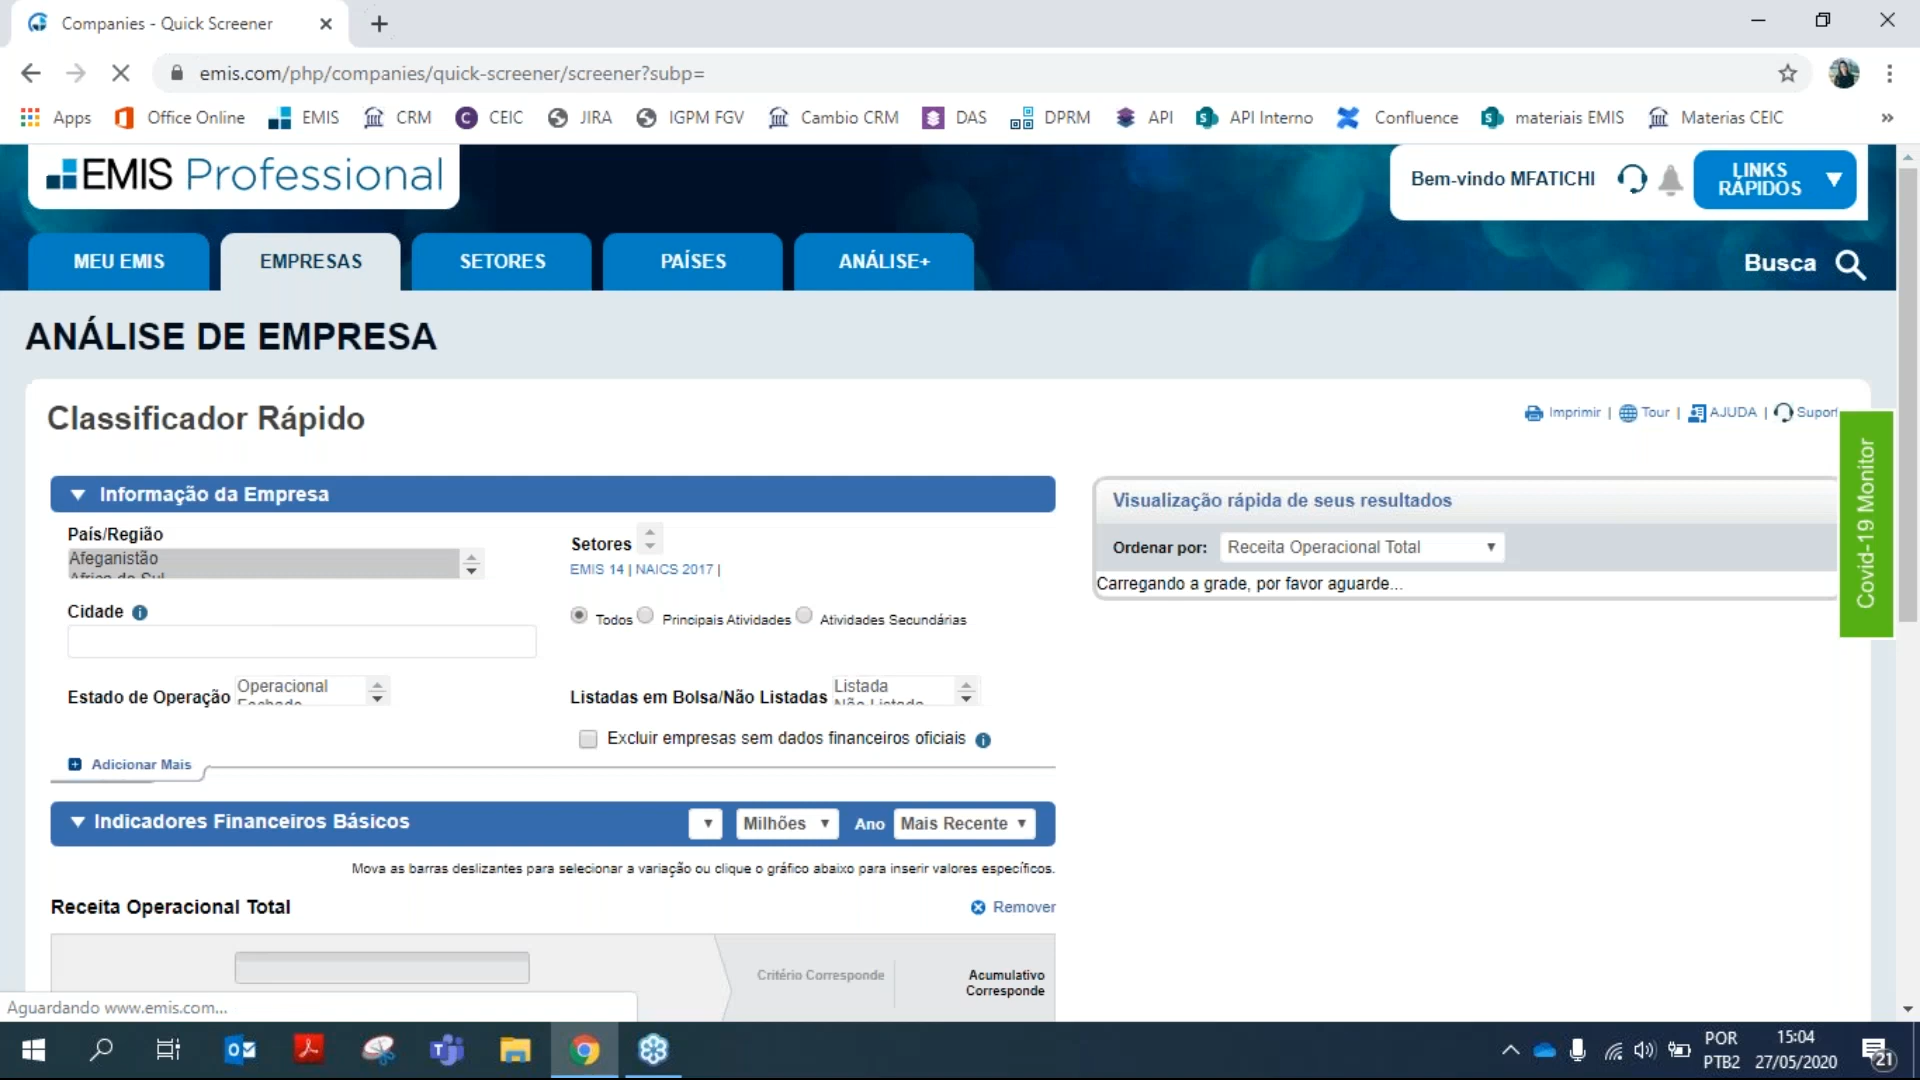 Companies - Quick Screener
emis.com/php/companies/quick-screener/screener?subp=
Apps Office Online EMIS CRM CEIC JIRA IGPM FGV Cambio CRM DAS DPRM API API Interno Confluence materiais EMIS Materias CEIC »
EMIS Professional
Bem-vindo MFATICHI
LINKS
RÁPIDOS
MEU EMIS EMPRESAS SETORES PAÍSES ANÁLISE+
Busca
ANÁLISE DE EMPRESA
Classificador Rápido
Imprimir | Tour | AJUDA | Suport
Covid-19 Monitor
Informação da Empresa
Visualização rápida de seus resultados
País/Região
Afeganistão
Africa do Sul
Setores
EMIS 14 | NAICS 2017 |
Ordenar por: Receita Operacional Total
Carregando a grade, por favor aguarde...
Cidade
Todos Principais Atividades Atividades Secundárias
Estado de Operação Operacional
Fechado
Listadas em Bolsa/Não Listadas Listada
Não Listada
Excluir empresas sem dados financeiros oficiais
Adicionar Mais
Indicadores Financeiros Básicos Milhões Ano Mais Recente
Mova as barras deslizantes para selecionar a variação ou clique o gráfico abaixo para inserir valores específicos.
Receita Operacional Total Remover
Critério Corresponde
Acumulativo
Corresponde
Aguardando www.emis.com...
POR
PTB2
15:04
27/05/2020
21